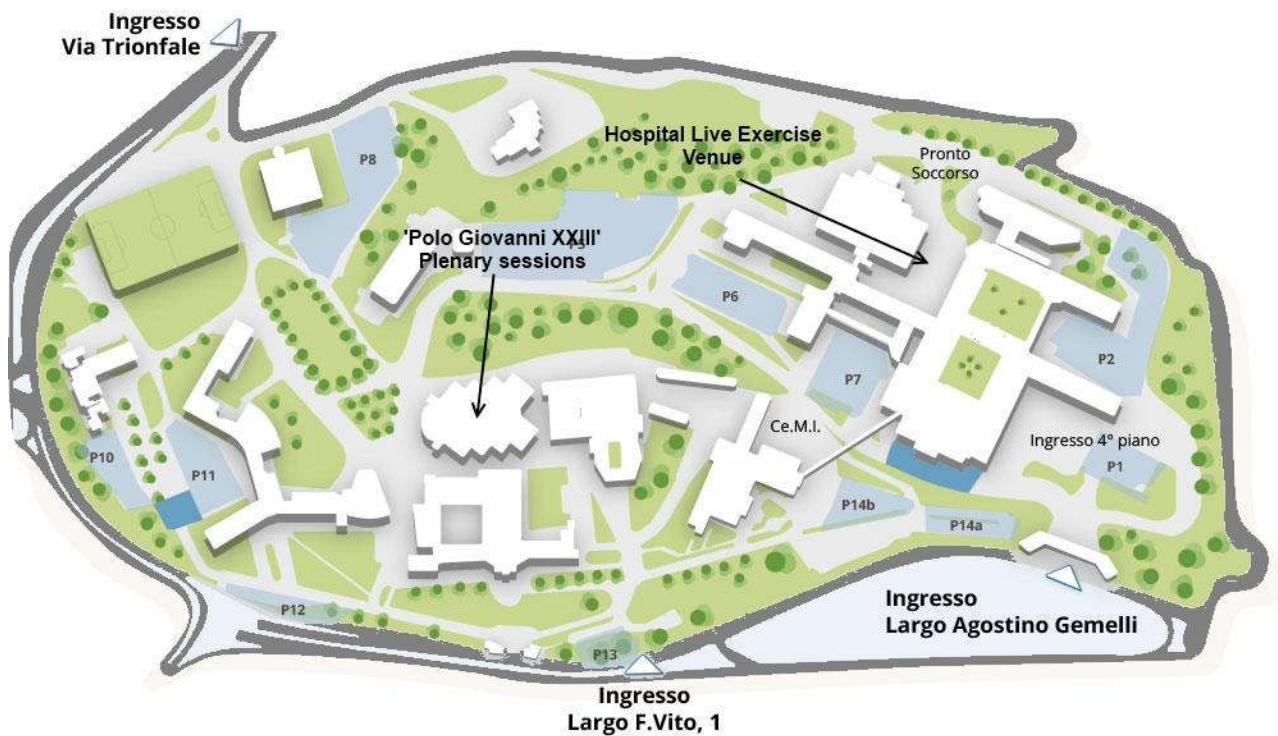 Ingresso
Via Trionfale
P8
Hospital Live Exercise
Venue
Pronto
Soccorso
'Polo Giovanni XXIII'
Plenary sessions
P5
P6
P2
P7
Ce.M.I.
Ingresso 4° piano
P1
P10
P11
P14b
P14a
P12
P13
Ingresso
Largo Agostino Gemelli
Ingresso
Largo F.Vito, 1